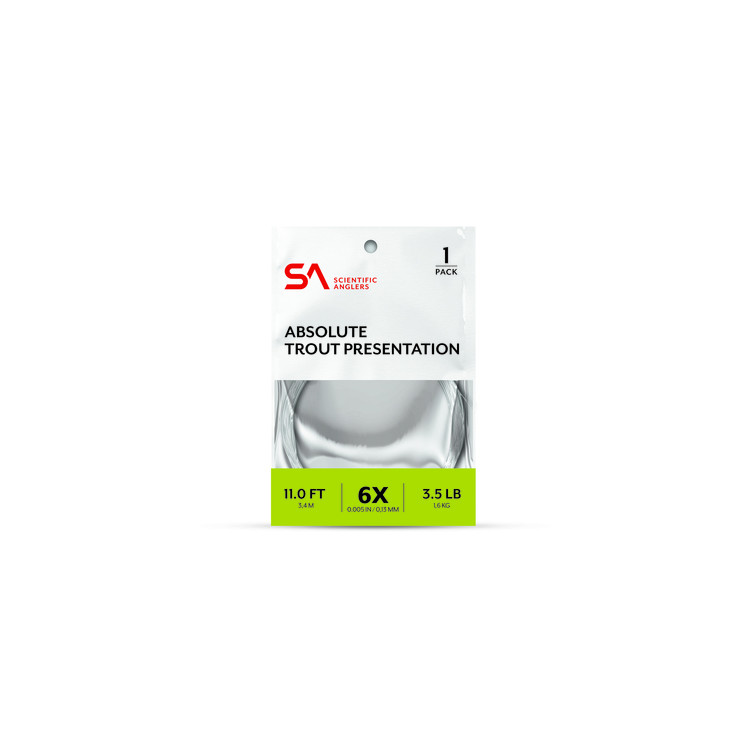 1
PACK
SA
SCIENTIFIC
ANGLERS
ABSOLUTE
TROUT PRESENTATION
11.0 FT
3,4 M
6X
0.005 IN / 0,13 MM
3.5 LB
1,6 KG